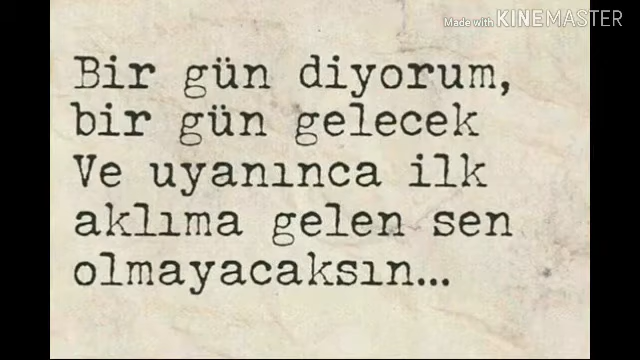 Made with KINEMASTER
Bir gün diyorum,
bir gün gelecek
Ve uyanınca ilk
aklıma gelen sen
olmayacaksın...